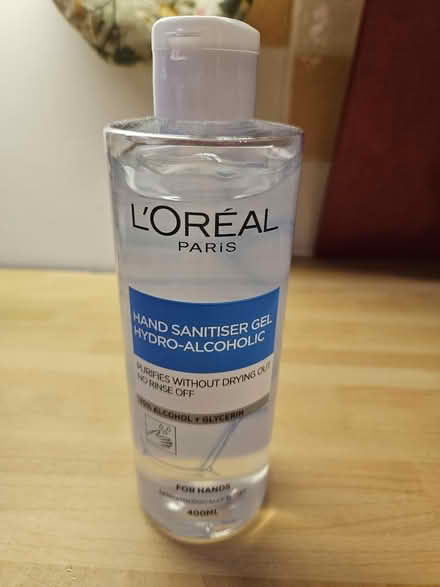 L'ORÉAL
PARiS
HAND SANITISER GEL
HYDRO-ALCOHOLIC
PURIFIES WITHOUT DRYING OUT
NO RINSE OFF
70% ALCOHOL + GLYCERIN
FOR HANDS
400ML